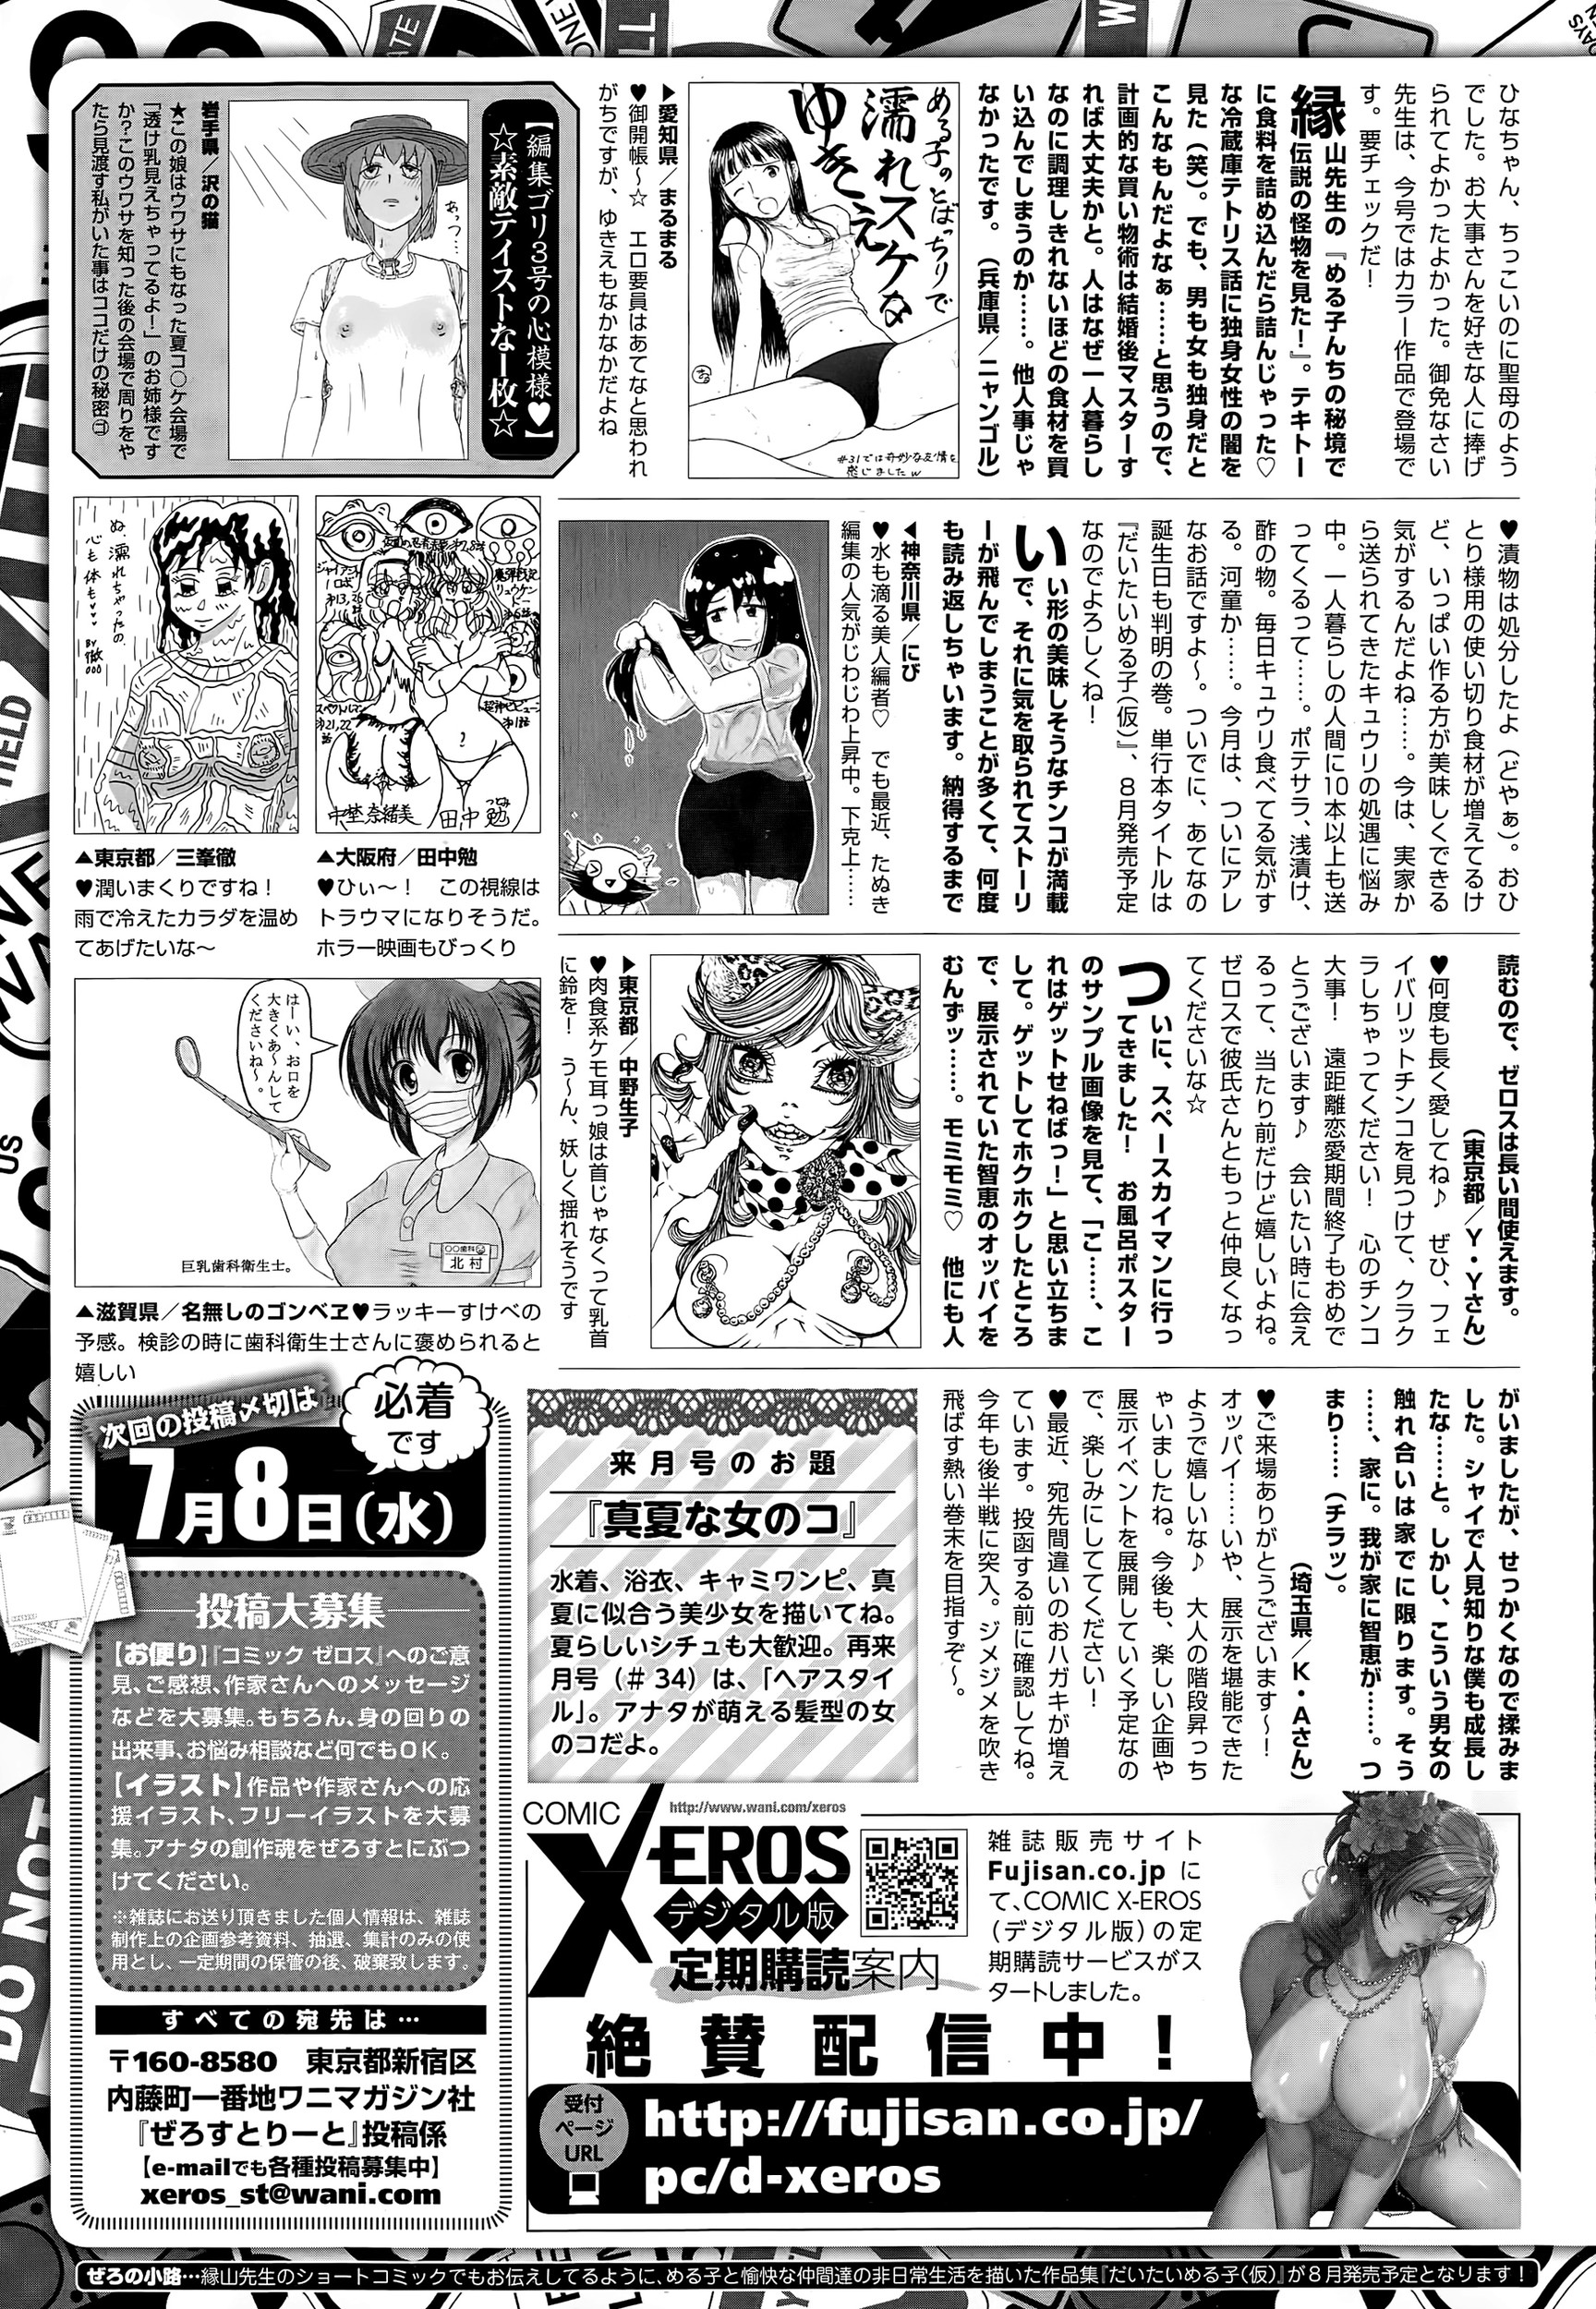 ひなちゃん、ちっこいのに聖母のよう
でした。お大事さんを好きな人に捧げ
られてよかったよかった。御免なさい
先生は、今号ではカラー作品で登場で
す。要チェックだ!
縁山先生の『める子んちの秘境で
伝説の怪物を見た!』。テキトー
に食料を詰め込んだら詰んじゃった♡
な冷蔵庫テトリス話に独身女性の闇を
見た(笑)。でも、男も女も独身だと
こんなもんだよなぁ……と思うので、
計画的な買い物術は結婚後マスターす
れば大丈夫かと。人はなぜ一人暮らし
なのに調理しきれないほどの食材を買
い込んでしまうのか……。他人事じゃ
なかったです。(兵庫県/ニャンゴル)
める子のとばっちりで
濡れスケな
ゆきえ
#31では奇妙な友情を
感じましたw
▶愛知県/まるまる
♥御開帳〜☆ エロ要員はあてなと思われ
がちですが、ゆきえもなかなかだよね
【編集ゴリ3号の心模様♥】
☆素敵テイストな一枚☆
あっつ…
岩手県/沢の猫
★この娘はウワサにもなった夏コ○ケ会場で
「透け乳見えちゃってるよ!」のお姉様です
か?このウワサを知った後の会場で周りをや
たら見渡す私がいた事はココだけの秘密㋙
♥漬物は処分したよ(どやぁ)。おひ
とり様用の使い切り食材が増えてるけ
ど、いっぱい作る方が美味しくできる
気がするんだよね……。今は、実家か
ら送られてきたキュウリの処遇に悩み
中。一人暮らしの人間に10本以上も送
ってくるって……。ポテサラ、浅漬け、
酢の物。毎日キュウリ食べてる気がす
る。河童か……。今月は、ついにアレ
なお話ですよ〜。ついでに、あてなの
誕生日も判明の巻。単行本タイトルは
『だいたいめる子(仮)』、8月発売予定
なのでよろしくね!
いい形の美味しそうなチンコが満載
で、それに気を取られてストーリ
ーが飛んでしまうことが多くて、何度
も読み返しちゃいます。納得するまで
◀神奈川県/にび
♥水も滴る美人編者♡ でも最近、たぬき
編集の人気がじわじわ上昇中。下克上……
ジャイアントロボ
スペクトルマン
中埜奈緒美
田中勉
▲大阪府/田中勉
♥ひぃ〜! この視線は
トラウマになりそうだ。
ホラー映画もびっくり
ぬ、濡れちゃったの
心も体も♥♥♥
BY徹
▲東京都/三峯徹
♥潤いまくりですね!
雨で冷えたカラダを温め
てあげたいな〜
読むので、ゼロスは長い間使えます。
(東京都/Y・Yさん)
♥何度も長く愛してね♪ ぜひ、フェ
イバリットチンコを見つけて、クラク
ラしちゃってください! 心のチンコ
大事! 遠距離恋愛期間終了もおめで
とうございます♪ 会いたい時に会え
るって、当たり前だけど嬉しいよね。
ゼロスで彼氏さんともっと仲良くなっ
てくださいな☆
ついに、スペースカイマンに行っ
てきました! お風呂ポスター
のサンプル画像を見て、「こ……、こ
れはゲットせねばっ!」と思い立ちま
して。ゲットしてホクホクしたところ
で、展示されていた智恵のオッパイを
むんずッ……。モミモミ♡ 他にも人
▶東京都/中野生子
♥肉食系ケモ耳っ娘は首じゃなくって乳首
に鈴を! う〜ん、妖しく揺れそうです
はーい、お口を
大きくあ〜んして
くださいね〜。
〇〇歯科
北村
巨乳歯科衛生士。
▲滋賀県/名無しのゴンベヱ♥ラッキーすけべの
予感。検診の時に歯科衛生士さんに褒められると
嬉しい
がいましたが、せっかくなので揉みま
した。シャイで人見知りな僕も成長し
たな……と。しかし、こういう男女の
触れ合いは家でに限ります。そう
……、家に。我が家に智恵が……。つ
まり……(チラッ)。
(埼玉県/K・Aさん)
♥ご来場ありがとうございます〜!
オッパイ……いや、展示を堪能できた
ようで嬉しいな♪ 大人の階段昇っち
ゃいましたね。今後も、楽しい企画や
展示イベントを展開していく予定なの
で、楽しみにしててください!
♥最近、宛先間違いのおハガキが増え
ています。投函する前に確認してね。
今年も後半戦に突入。ジメジメを吹き
飛ばす熱い巻末を目指すぞ〜。
来月号のお題
『真夏な女のコ』
水着、浴衣、キャミワンピ、真
夏に似合う美少女を描いてね。
夏らしいシチュも大歓迎。再来
月号(#34)は、「ヘアスタイ
ル」。アナタが萌える髪型の女
のコだよ。
次回の投稿〆切は
必着
です
7月8日(水)
投稿大募集
【お便り】『コミック ゼロス』へのご意
見、ご感想、作家さんへのメッセージ
などを大募集。もちろん、身の回りの
出来事、お悩み相談など何でもOK。
【イラスト】作品や作家さんへの応
援イラスト、フリーイラストを大募
集。アナタの創作魂をぜろすとにぶつ
けてください。
※雑誌にお送り頂きました個人情報は、雑誌
制作上の企画参考資料、抽選、集計のみの使
用とし、一定期間の保管の後、破棄致します。
すべての宛先は…
〒160-8580 東京都新宿区
内藤町一番地ワニマガジン社
『ぜろすとりーと』投稿係
【e-mailでも各種投稿募集中】
xeros_st@wani.com
COMIC
http://www.wani.com/xeros
X-EROS
デジタル版
定期購読案内
雑誌販売サイト
Fujisan.co.jp に
て、COMIC X-EROS
(デジタル版)の定
期購読サービスがス
タートしました。
絶賛配信中!
受付
ページ
URL
http://fujisan.co.jp/
pc/d-xeros
ぜろの小路…縁山先生のショートコミックでもお伝えしてるように、める子と愉快な仲間達の非日常生活を描いた作品集『だいたいめる子(仮)』が8月発売予定となります!
DO NOT
HELD
US